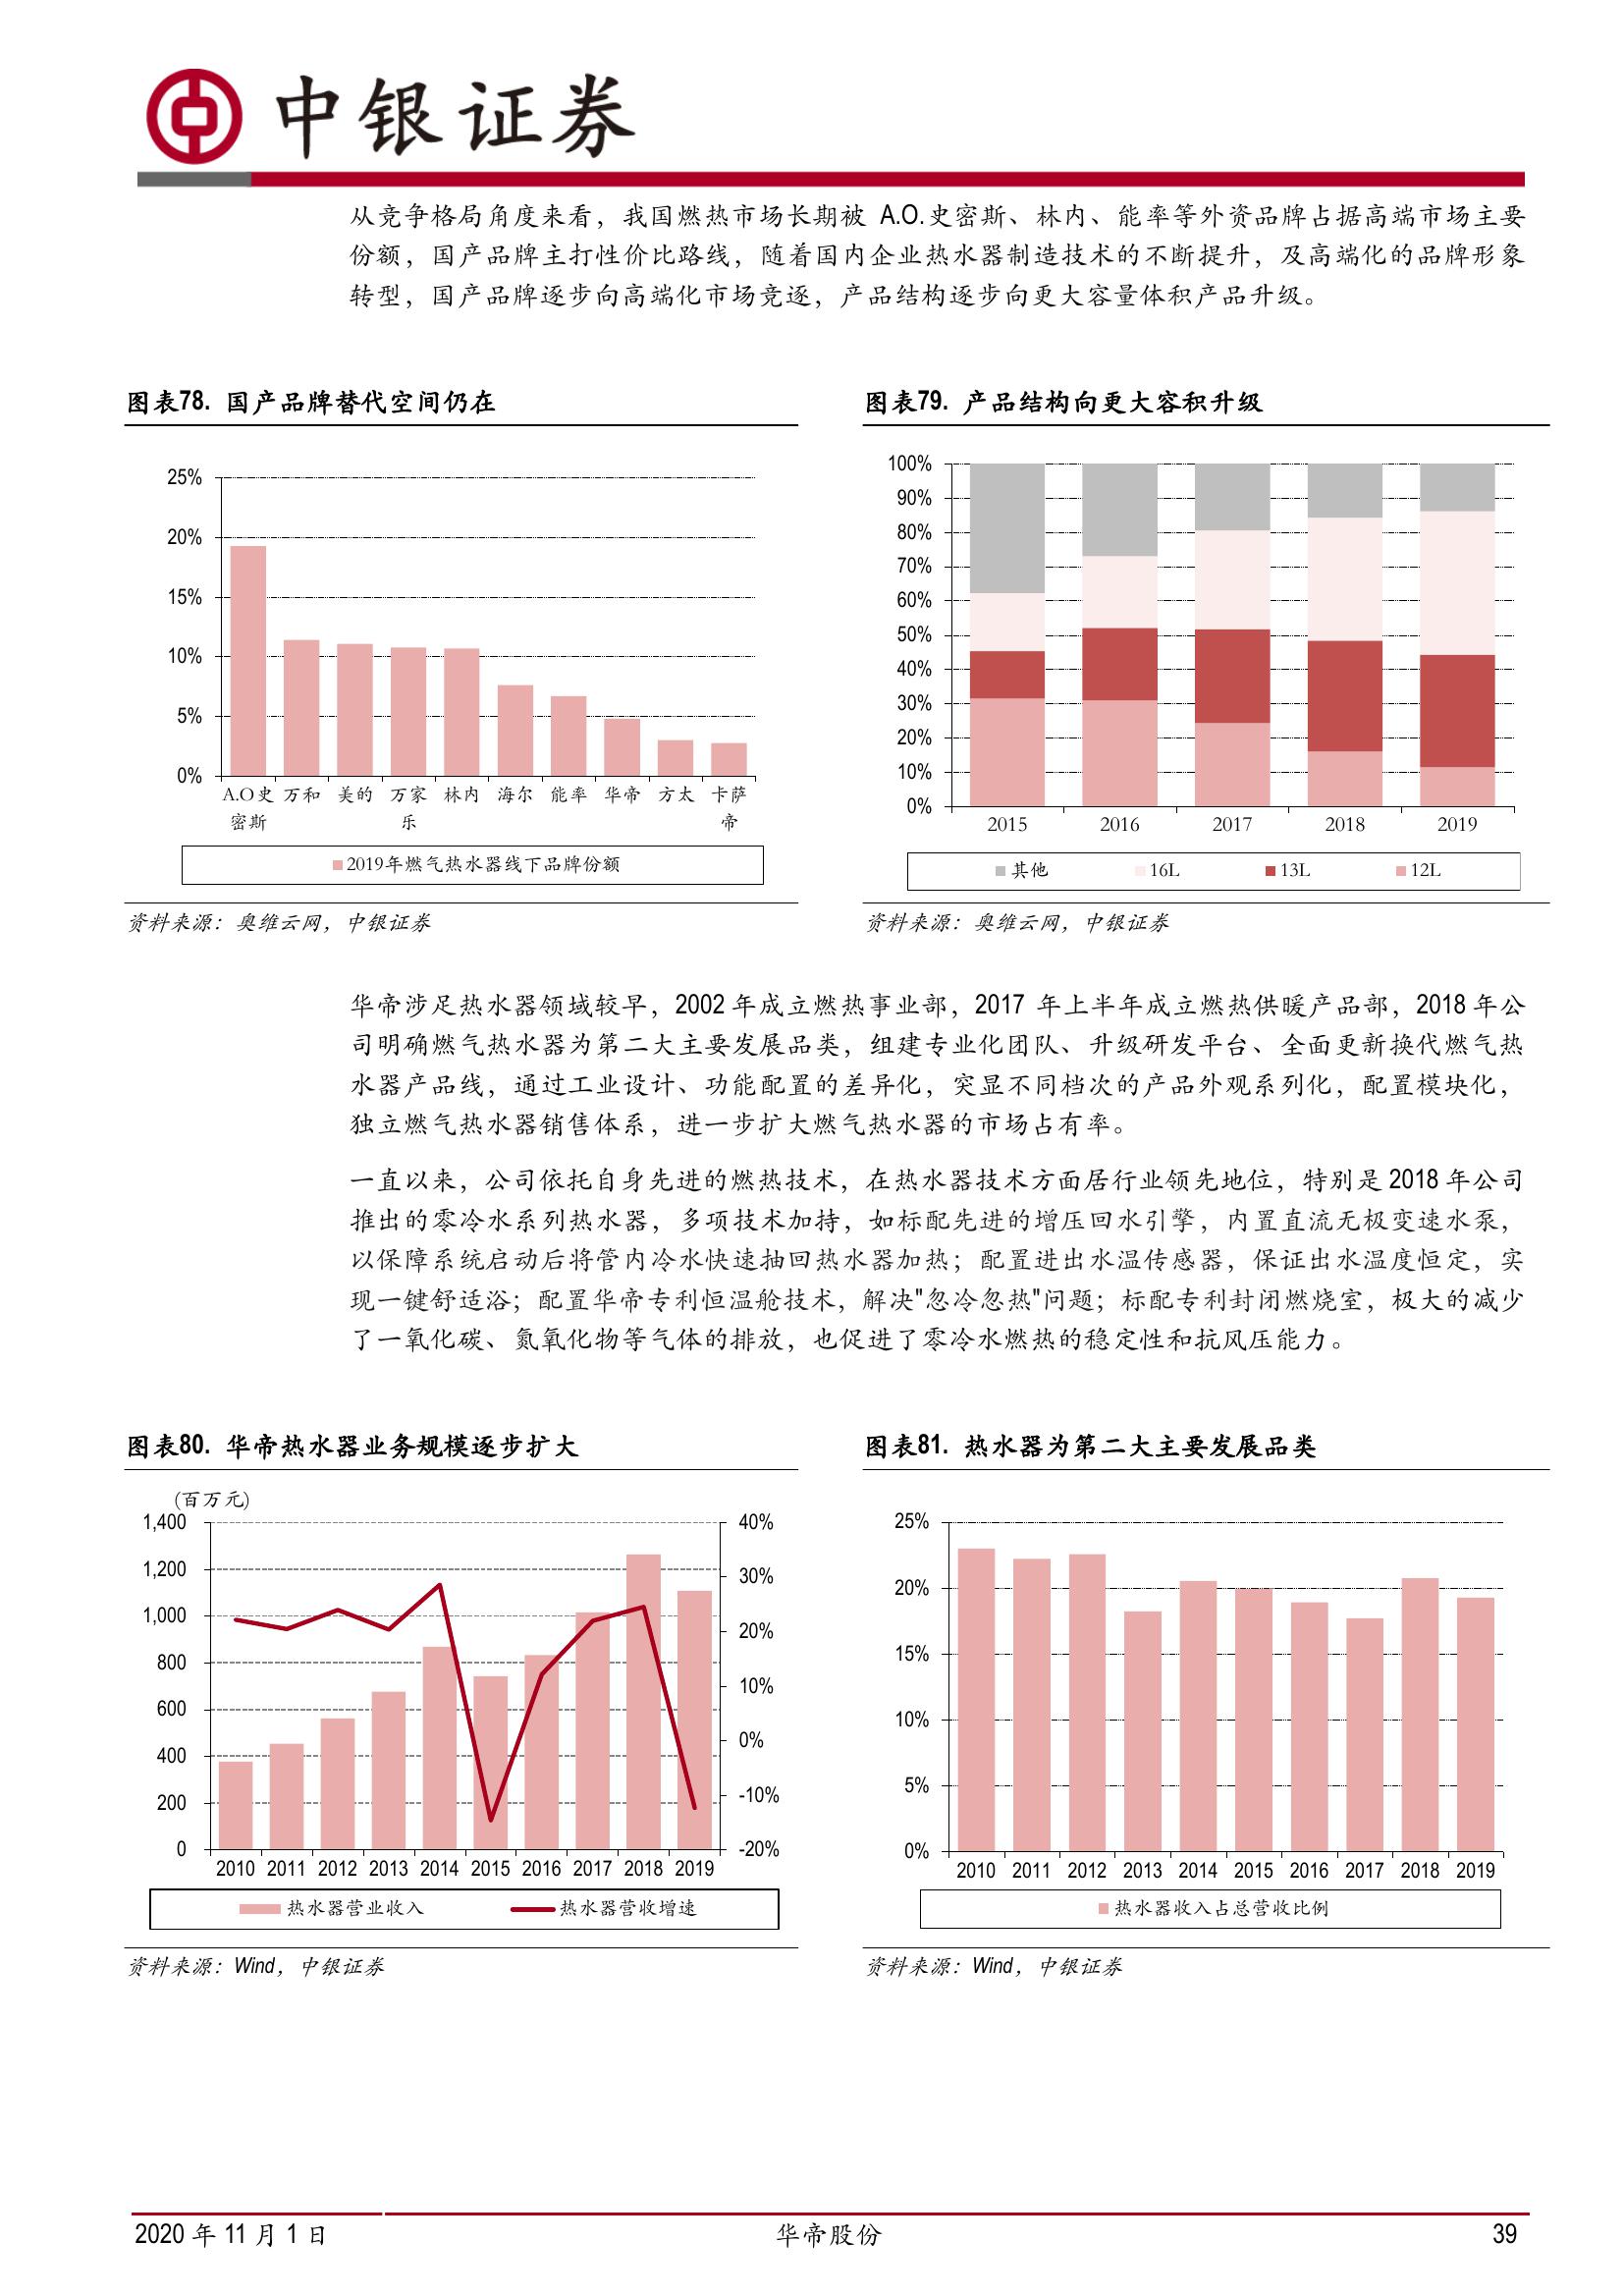 中银证券
从竞争格局角度来看，我国燃热市场长期被 A.O.史密斯、林内、能率等外资品牌占据高端市场主要
份额，国产品牌主打性价比路线，随着国内企业热水器制造技术的不断提升，及高端化的品牌形象
转型，国产品牌逐步向高端化市场竞逐，产品结构逐步向更大容量体积产品升级。
图表78. 国产品牌替代空间仍在
25%
20%
15%
10%
5%
0%
A.O史密斯 万和 美的 万家乐 林内 海尔 能率 华帝 方太 卡萨帝
2019年燃气热水器线下品牌份额
资料来源：奥维云网，中银证券
图表79. 产品结构向更大容积升级
100%
90%
80%
70%
60%
50%
40%
30%
20%
10%
0%
2015 2016 2017 2018 2019
其他 16L 13L 12L
资料来源：奥维云网，中银证券
华帝涉足热水器领域较早，2002 年成立燃热事业部，2017 年上半年成立燃热供暖产品部，2018 年公
司明确燃气热水器为第二大主要发展品类，组建专业化团队、升级研发平台、全面更新换代燃气热
水器产品线，通过工业设计、功能配置的差异化，突显不同档次的产品外观系列化，配置模块化，
独立燃气热水器销售体系，进一步扩大燃气热水器的市场占有率。
一直以来，公司依托自身先进的燃热技术，在热水器技术方面居行业领先地位，特别是 2018 年公司
推出的零冷水系列热水器，多项技术加持，如标配先进的增压回水引擎，内置直流无极变速水泵，
以保障系统启动后将管内冷水快速抽回热水器加热；配置进出水温传感器，保证出水温度恒定，实
现一键舒适浴；配置华帝专利恒温舱技术，解决"忽冷忽热"问题；标配专利封闭燃烧室，极大的减少
了一氧化碳、氮氧化物等气体的排放，也促进了零冷水燃热的稳定性和抗风压能力。
图表80. 华帝热水器业务规模逐步扩大
(百万元)
1,400
1,200
1,000
800
600
400
200
0
40%
30%
20%
10%
0%
-10%
-20%
2010 2011 2012 2013 2014 2015 2016 2017 2018 2019
热水器营业收入 热水器营收增速
资料来源：Wind，中银证券
图表81. 热水器为第二大主要发展品类
25%
20%
15%
10%
5%
0%
2010 2011 2012 2013 2014 2015 2016 2017 2018 2019
热水器收入占总营收比例
资料来源：Wind，中银证券
2020 年 11 月 1 日 华帝股份 39